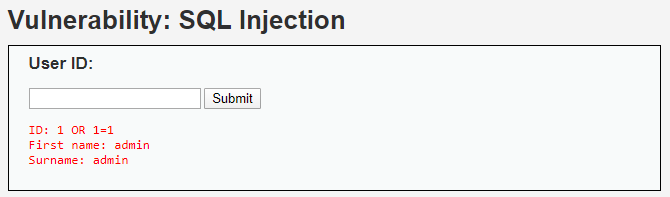 Vulnerability: SQL Injection
User ID:
Submit
ID: 1 OR 1=1
First name: admin
Surname: admin